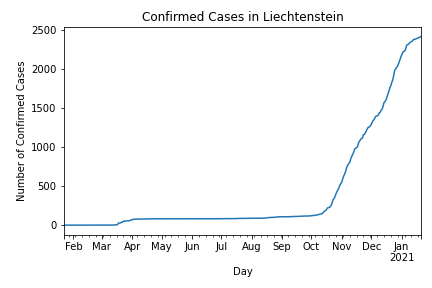 Confirmed Cases in Liechtenstein
Number of Confirmed Cases
2500
2000
1500
1000
500
0
Feb Mar Apr May Jun Jul Aug Sep Oct Nov Dec Jan
2021
Day